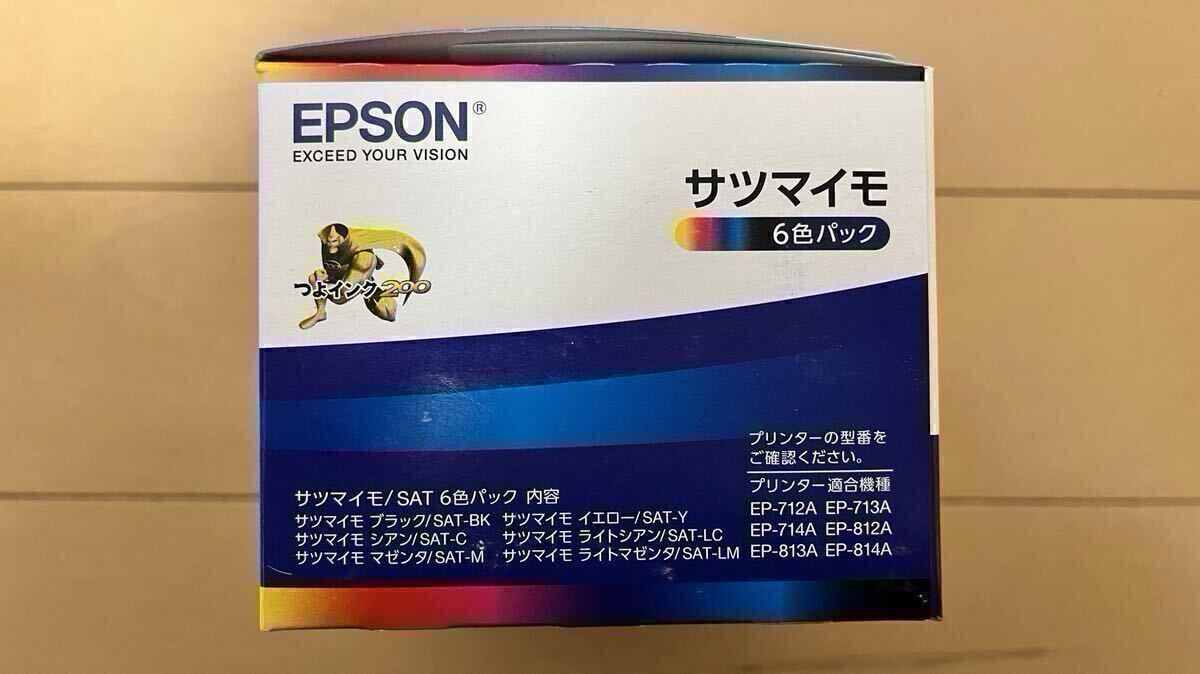 EPSON®
EXCEED YOUR VISION
サツマイモ
6色パック
つよインク200
プリンターの型番を
ご確認ください。
プリンター適合機種
EP-712A EP-713A
EP-714A EP-812A
EP-813A EP-814A
サツマイモ/SAT 6色パック 内容
サツマイモ ブラック/SAT-BK サツマイモ イエロー/SAT-Y
サツマイモ シアン/SAT-C サツマイモ ライトシアン/SAT-LC
サツマイモ マゼンタ/SAT-M サツマイモ ライトマゼンタ/SAT-LM